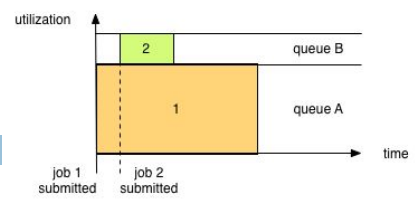 utilization
2
queue B
1
queue A
time
job 1
submitted
job 2
submitted